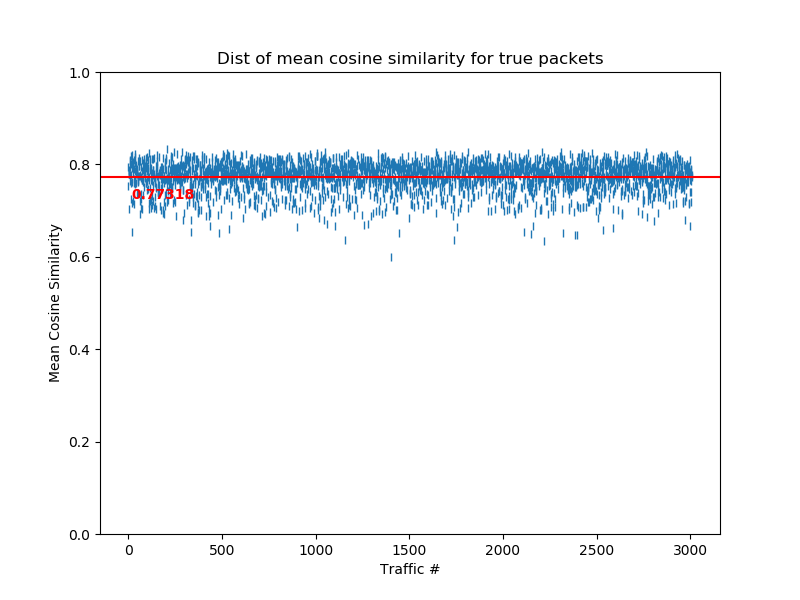 Dist of mean cosine similarity for true packets
1.0
0.8
0.6
0.4
0.2
0.0
Mean Cosine Similarity
0.77318
0 500 1000 1500 2000 2500 3000
Traffic #